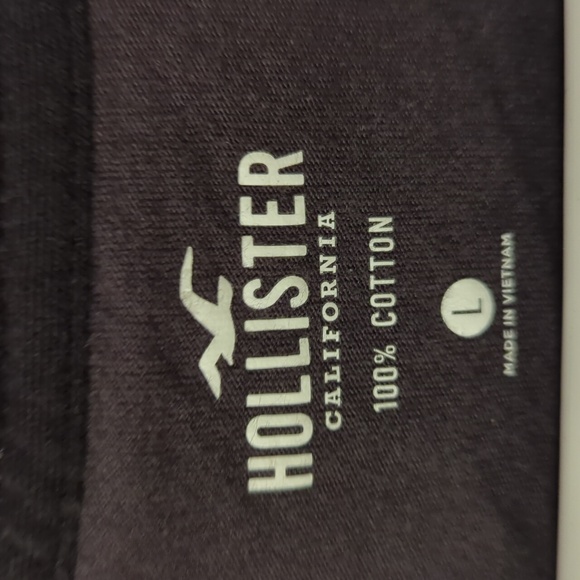 HOLLISTER
CALIFORNIA
100% COTTON
L
MADE IN VIETNAM